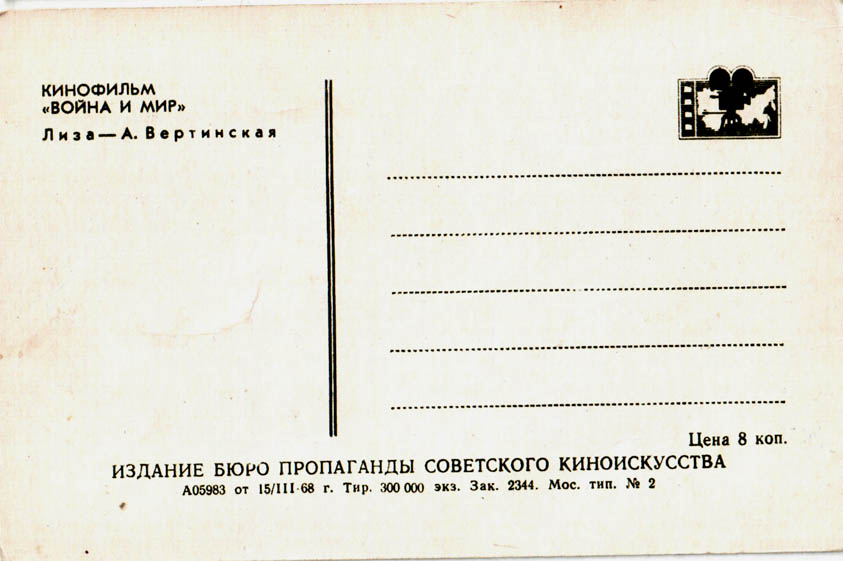 КИНОФИЛЬМ
«ВОЙНА И МИР»
Лиза—А. Вертинская
Цена 8 коп.
ИЗДАНИЕ БЮРО ПРОПАГАНДЫ СОВЕТСКОГО КИНОИСКУССТВА
А05983 от 15/III-68 г. Тир. 300 000 экз. Зак. 2344. Мос. тип. № 2